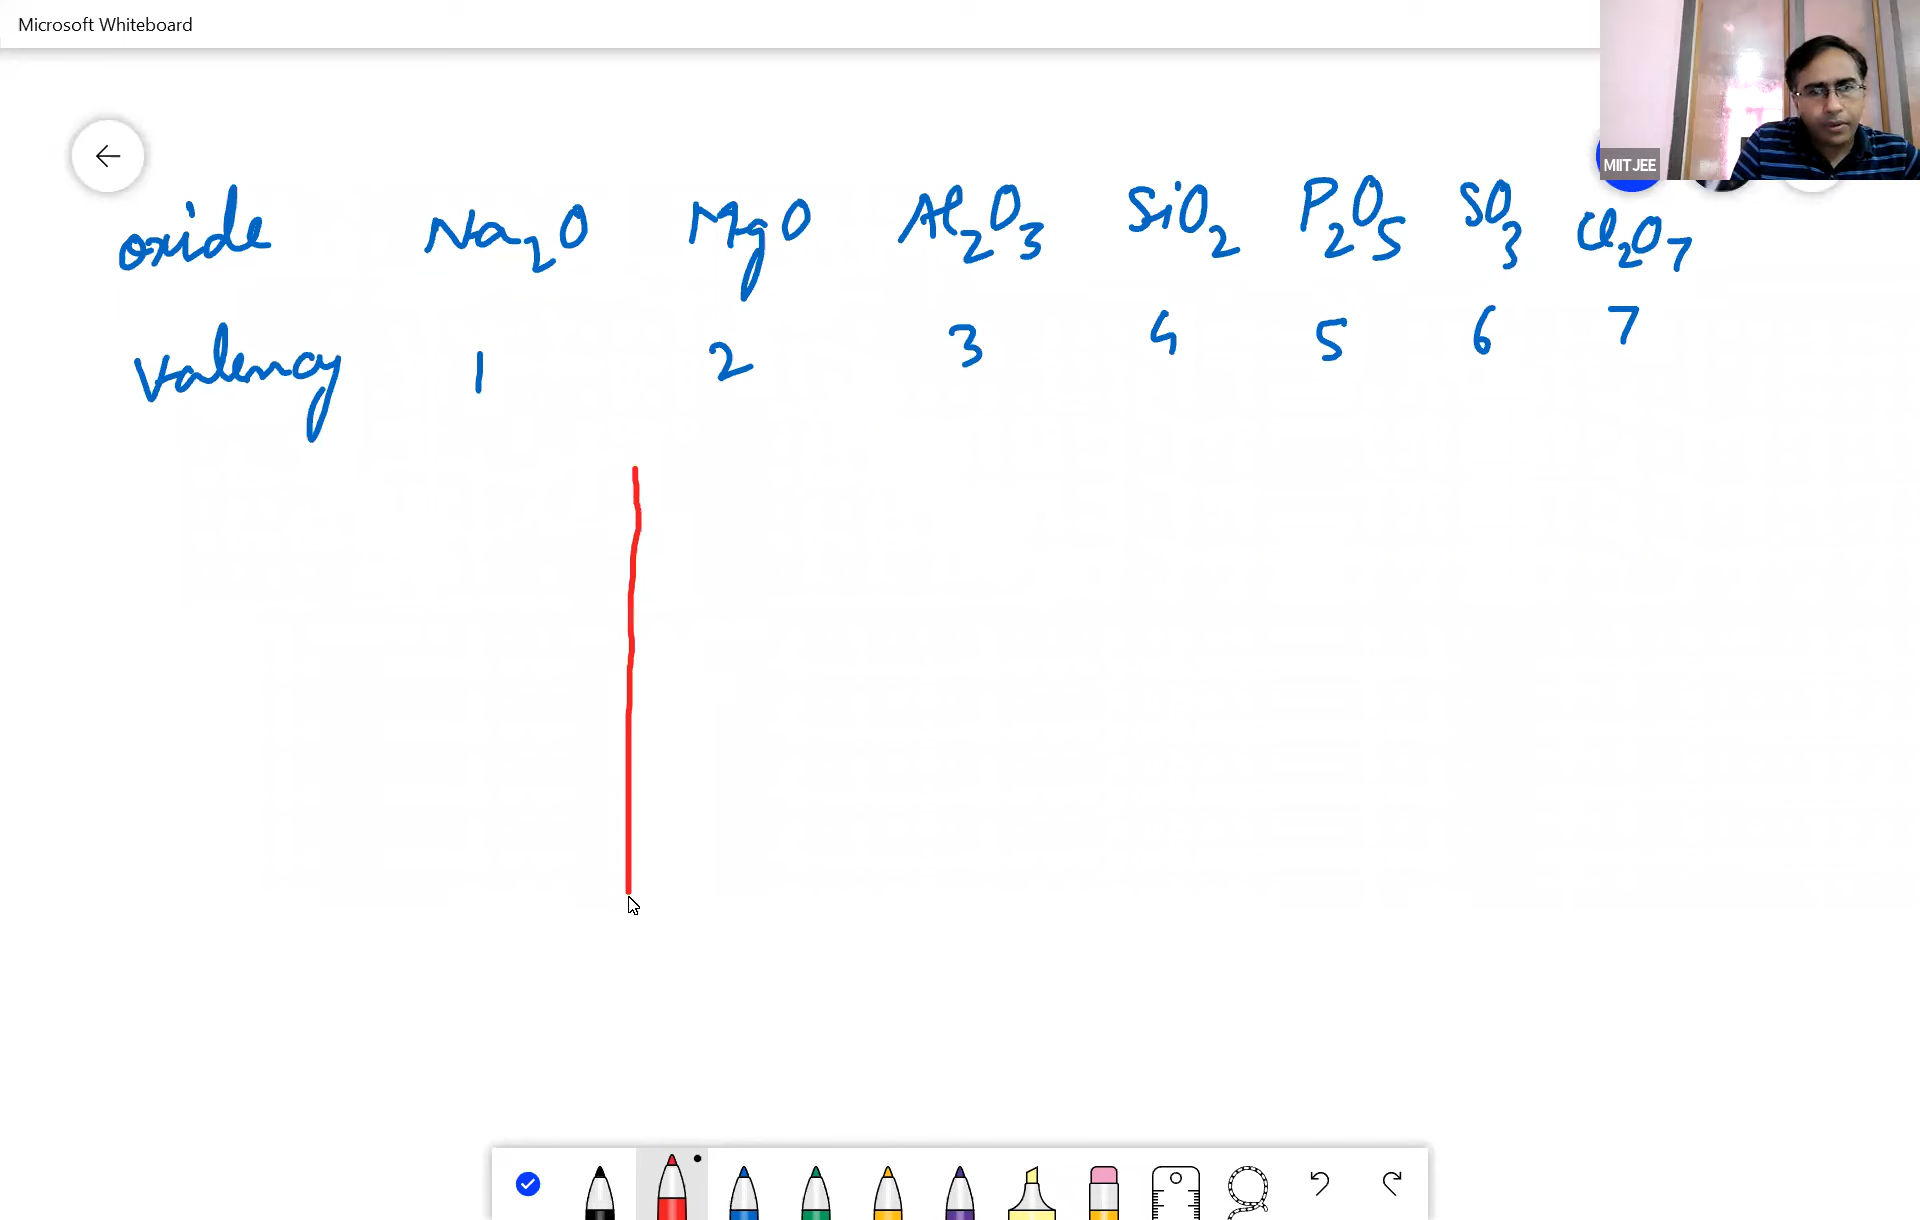 Microsoft Whiteboard
MIIT JEE
oxide Na₂O MgO Al₂O₃ SiO₂ P₂O₅ SO₃ Cl₂O₇
Valency 1 2 3 4 5 6 7